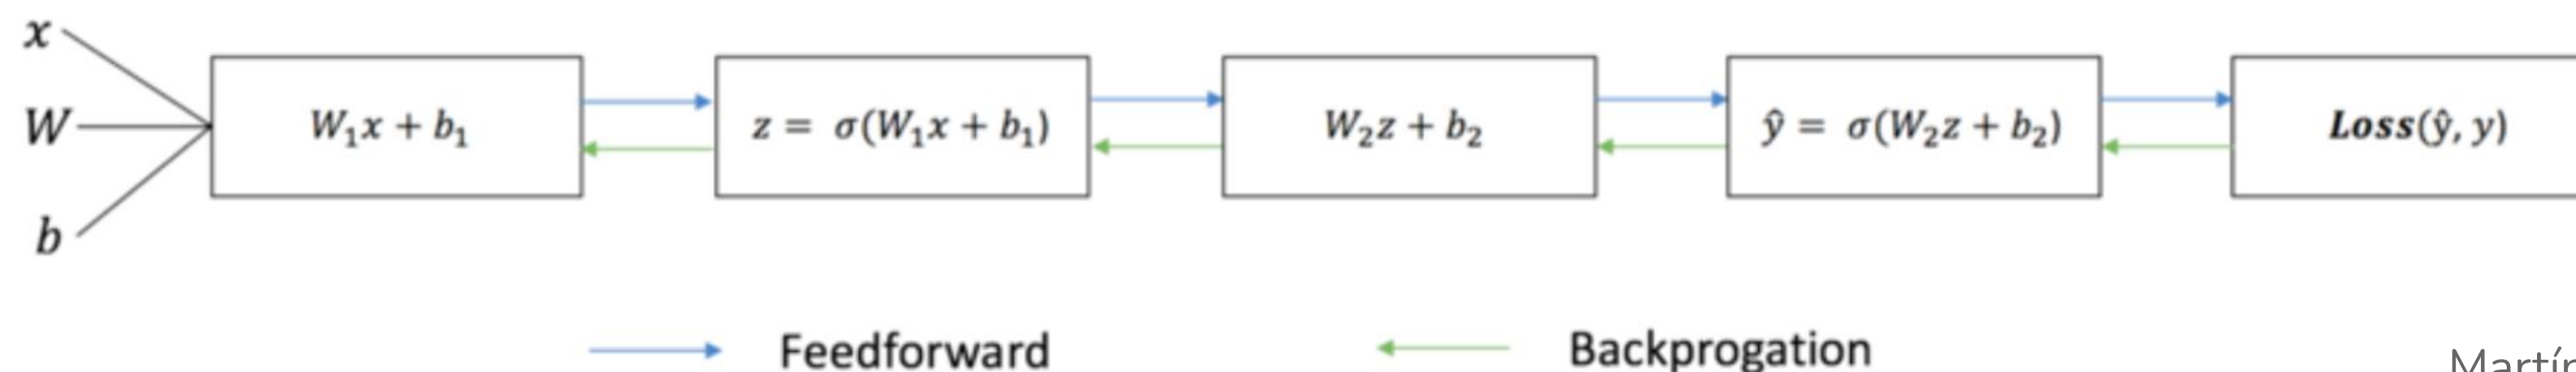 x
W
b
W₁x + b₁
z = σ(W₁x + b₁)
W₂z + b₂
ŷ = σ(W₂z + b₂)
Loss(ŷ, y)
Feedforward
Backprogation